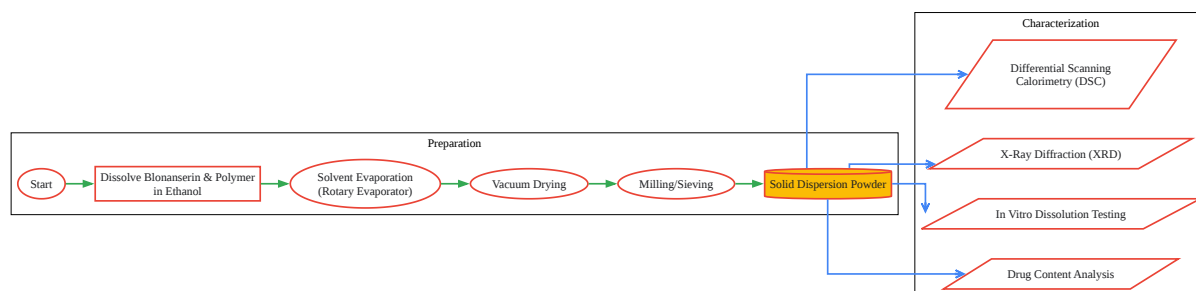 Characterization
Differential Scanning
Calorimetry (DSC)
Preparation
Start
Dissolve Blonanserin & Polymer
in Ethanol
Solvent Evaporation
(Rotary Evaporator)
Vacuum Drying
Milling/Sieving
Solid Dispersion Powder
X-Ray Diffraction (XRD)
In Vitro Dissolution Testing
Drug Content Analysis